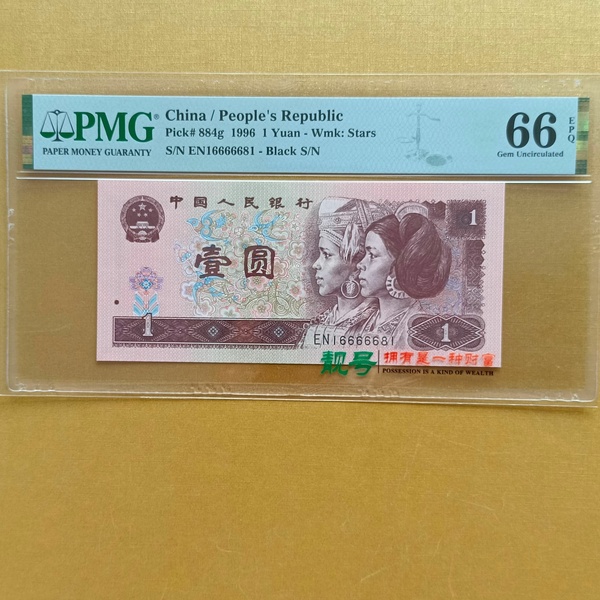 PMG
PAPER MONEY GUARANTY
China / People's Republic
Pick# 884g 1996 1 Yuan - Wmk: Stars
S/N EN16666681 - Black S/N
66 EPQ
Gem Uncirculated
中国人民银行
1
壹圆
1
EN16666681
1
靓号
拥有是一种财富
POSSESSION IS A KIND OF WEALTH